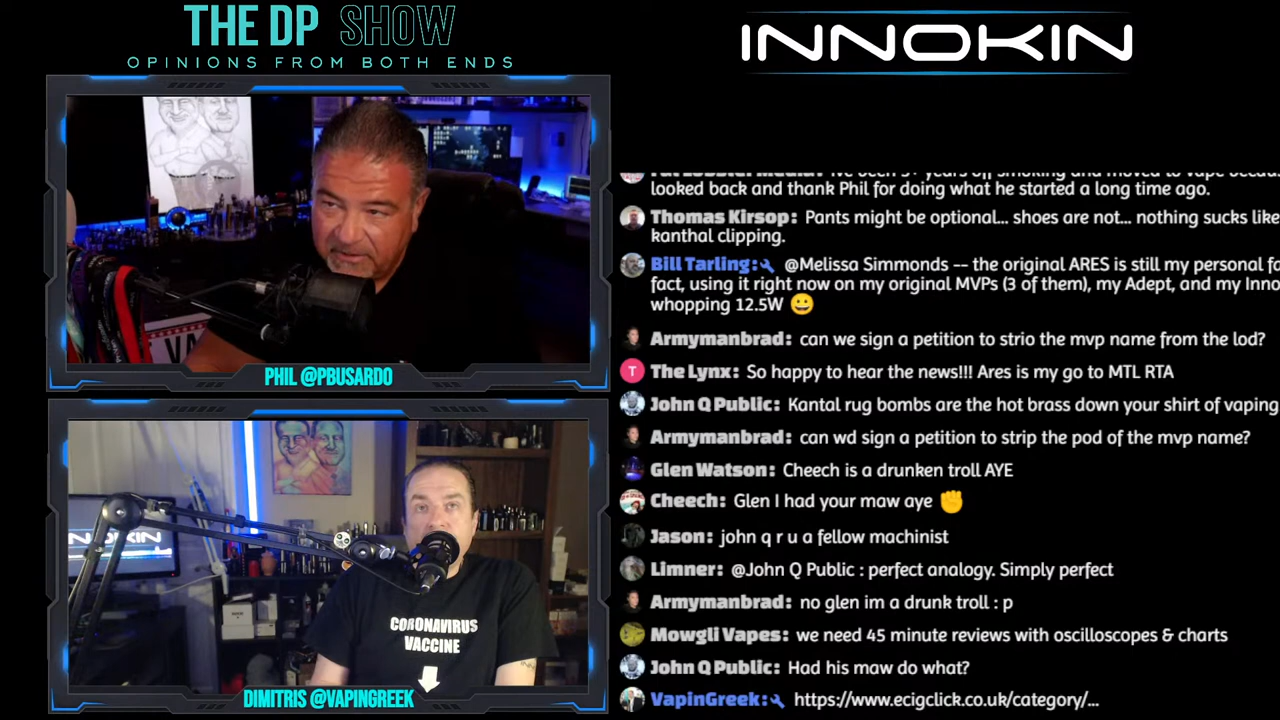 THE DP SHOW
OPINIONS FROM BOTH ENDS
INNOKIN
PHIL @PBUSARDO
INNOKIN
CORONAVIRUS
VACCINE
DIMITRIS @VAPINGREEK
looked back and thank Phil for doing what he started a long time ago.
Thomas Kirsop: Pants might be optional... shoes are not... nothing sucks like
kanthal clipping.
Bill Tarling: @Melissa Simmonds -- the original ARES is still my personal fa
fact, using it right now on my original MVPs (3 of them), my Adept, and my Inno
whopping 12.5W 😀
Armymanbrad: can we sign a petition to strio the mvp name from the lod?
T The Lynx: So happy to hear the news!!! Ares is my go to MTL RTA
John Q Public: Kantal rug bombs are the hot brass down your shirt of vaping
Armymanbrad: can wd sign a petition to strip the pod of the mvp name?
Glen Watson: Cheech is a drunken troll AYE
Cheech: Glen I had your maw aye ✊
Jason: john q r u a fellow machinist
Limner: @John Q Public : perfect analogy. Simply perfect
Armymanbrad: no glen im a drunk troll : p
Mowgli Vapes: we need 45 minute reviews with oscilloscopes & charts
John Q Public: Had his maw do what?
VapinGreek: https://www.ecigclick.co.uk/category/...